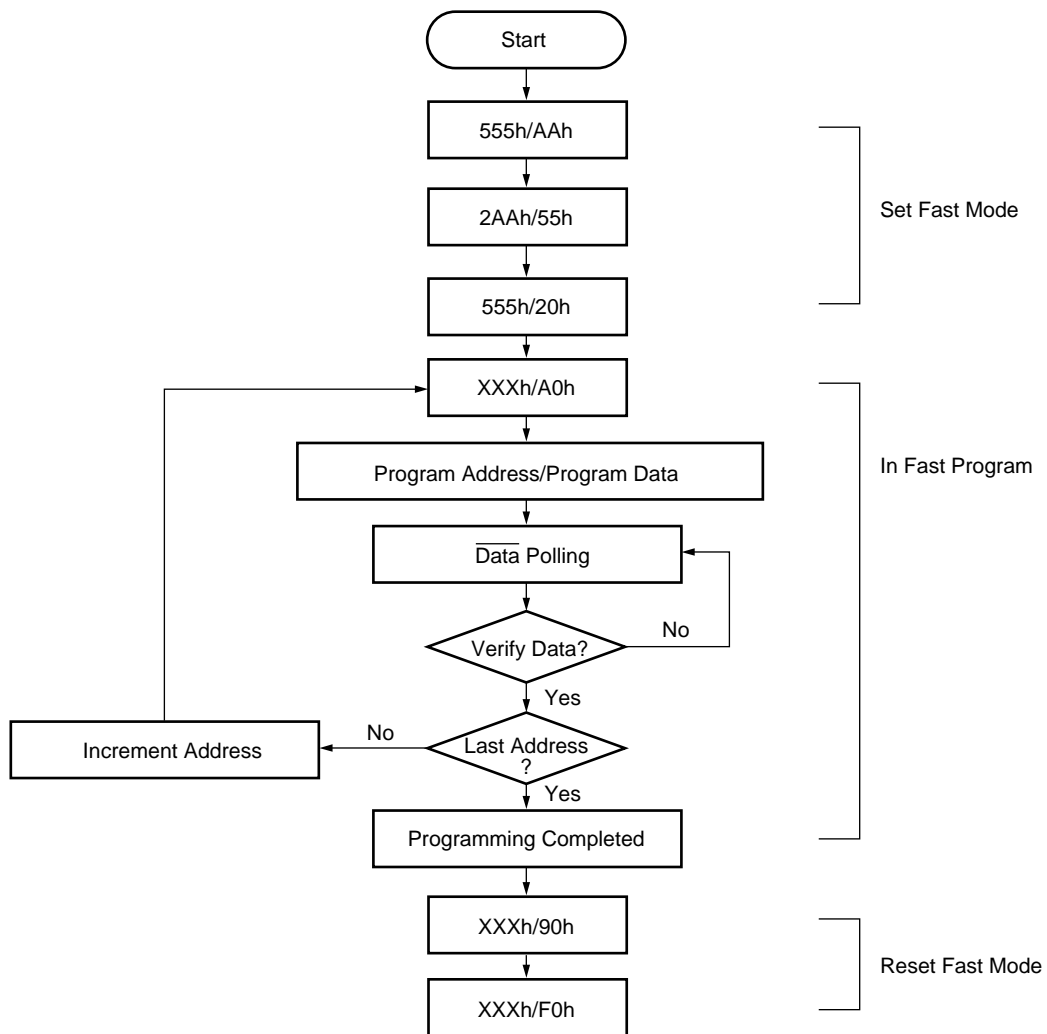 Start
555h/AAh
2AAh/55h
Set Fast Mode
555h/20h
XXXh/A0h
In Fast Program
Program Address/Program Data
D̅a̅t̅a̅ Polling
No
Verify Data?
Yes
Increment Address
No
Last Address
?
Yes
Programming Completed
XXXh/90h
Reset Fast Mode
XXXh/F0h